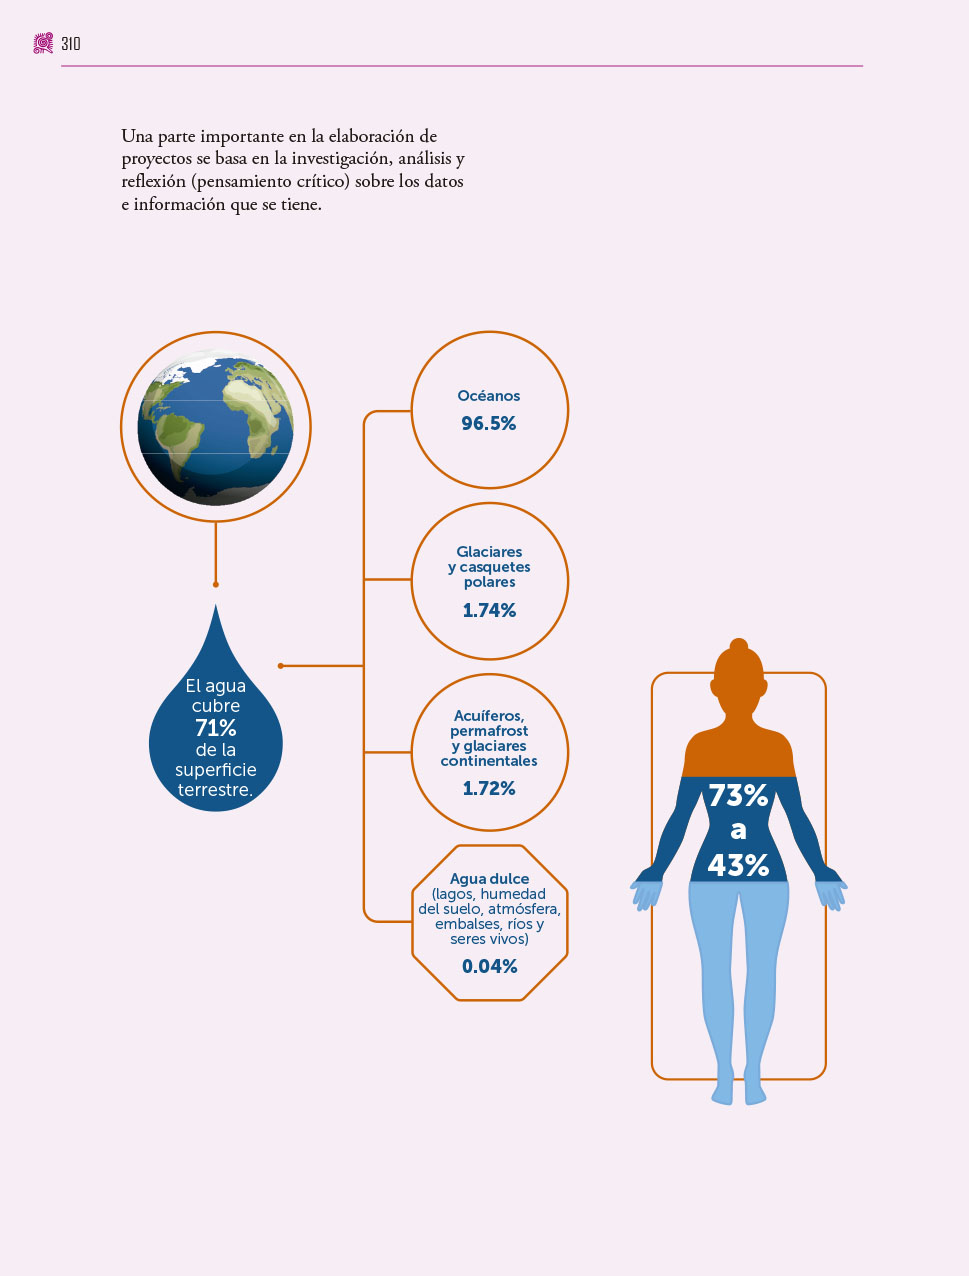 310
Una parte importante en la elaboración de
proyectos se basa en la investigación, análisis y
reflexión (pensamiento crítico) sobre los datos
e información que se tiene.
El agua
cubre
71%
de la
superficie
terrestre.
Océanos
96.5%
Glaciares
y casquetes
polares
1.74%
Acuíferos,
permafrost
y glaciares
continentales
1.72%
Agua dulce
(lagos, humedad
del suelo, atmósfera,
embalses, ríos y
seres vivos)
0.04%
73%
a
43%